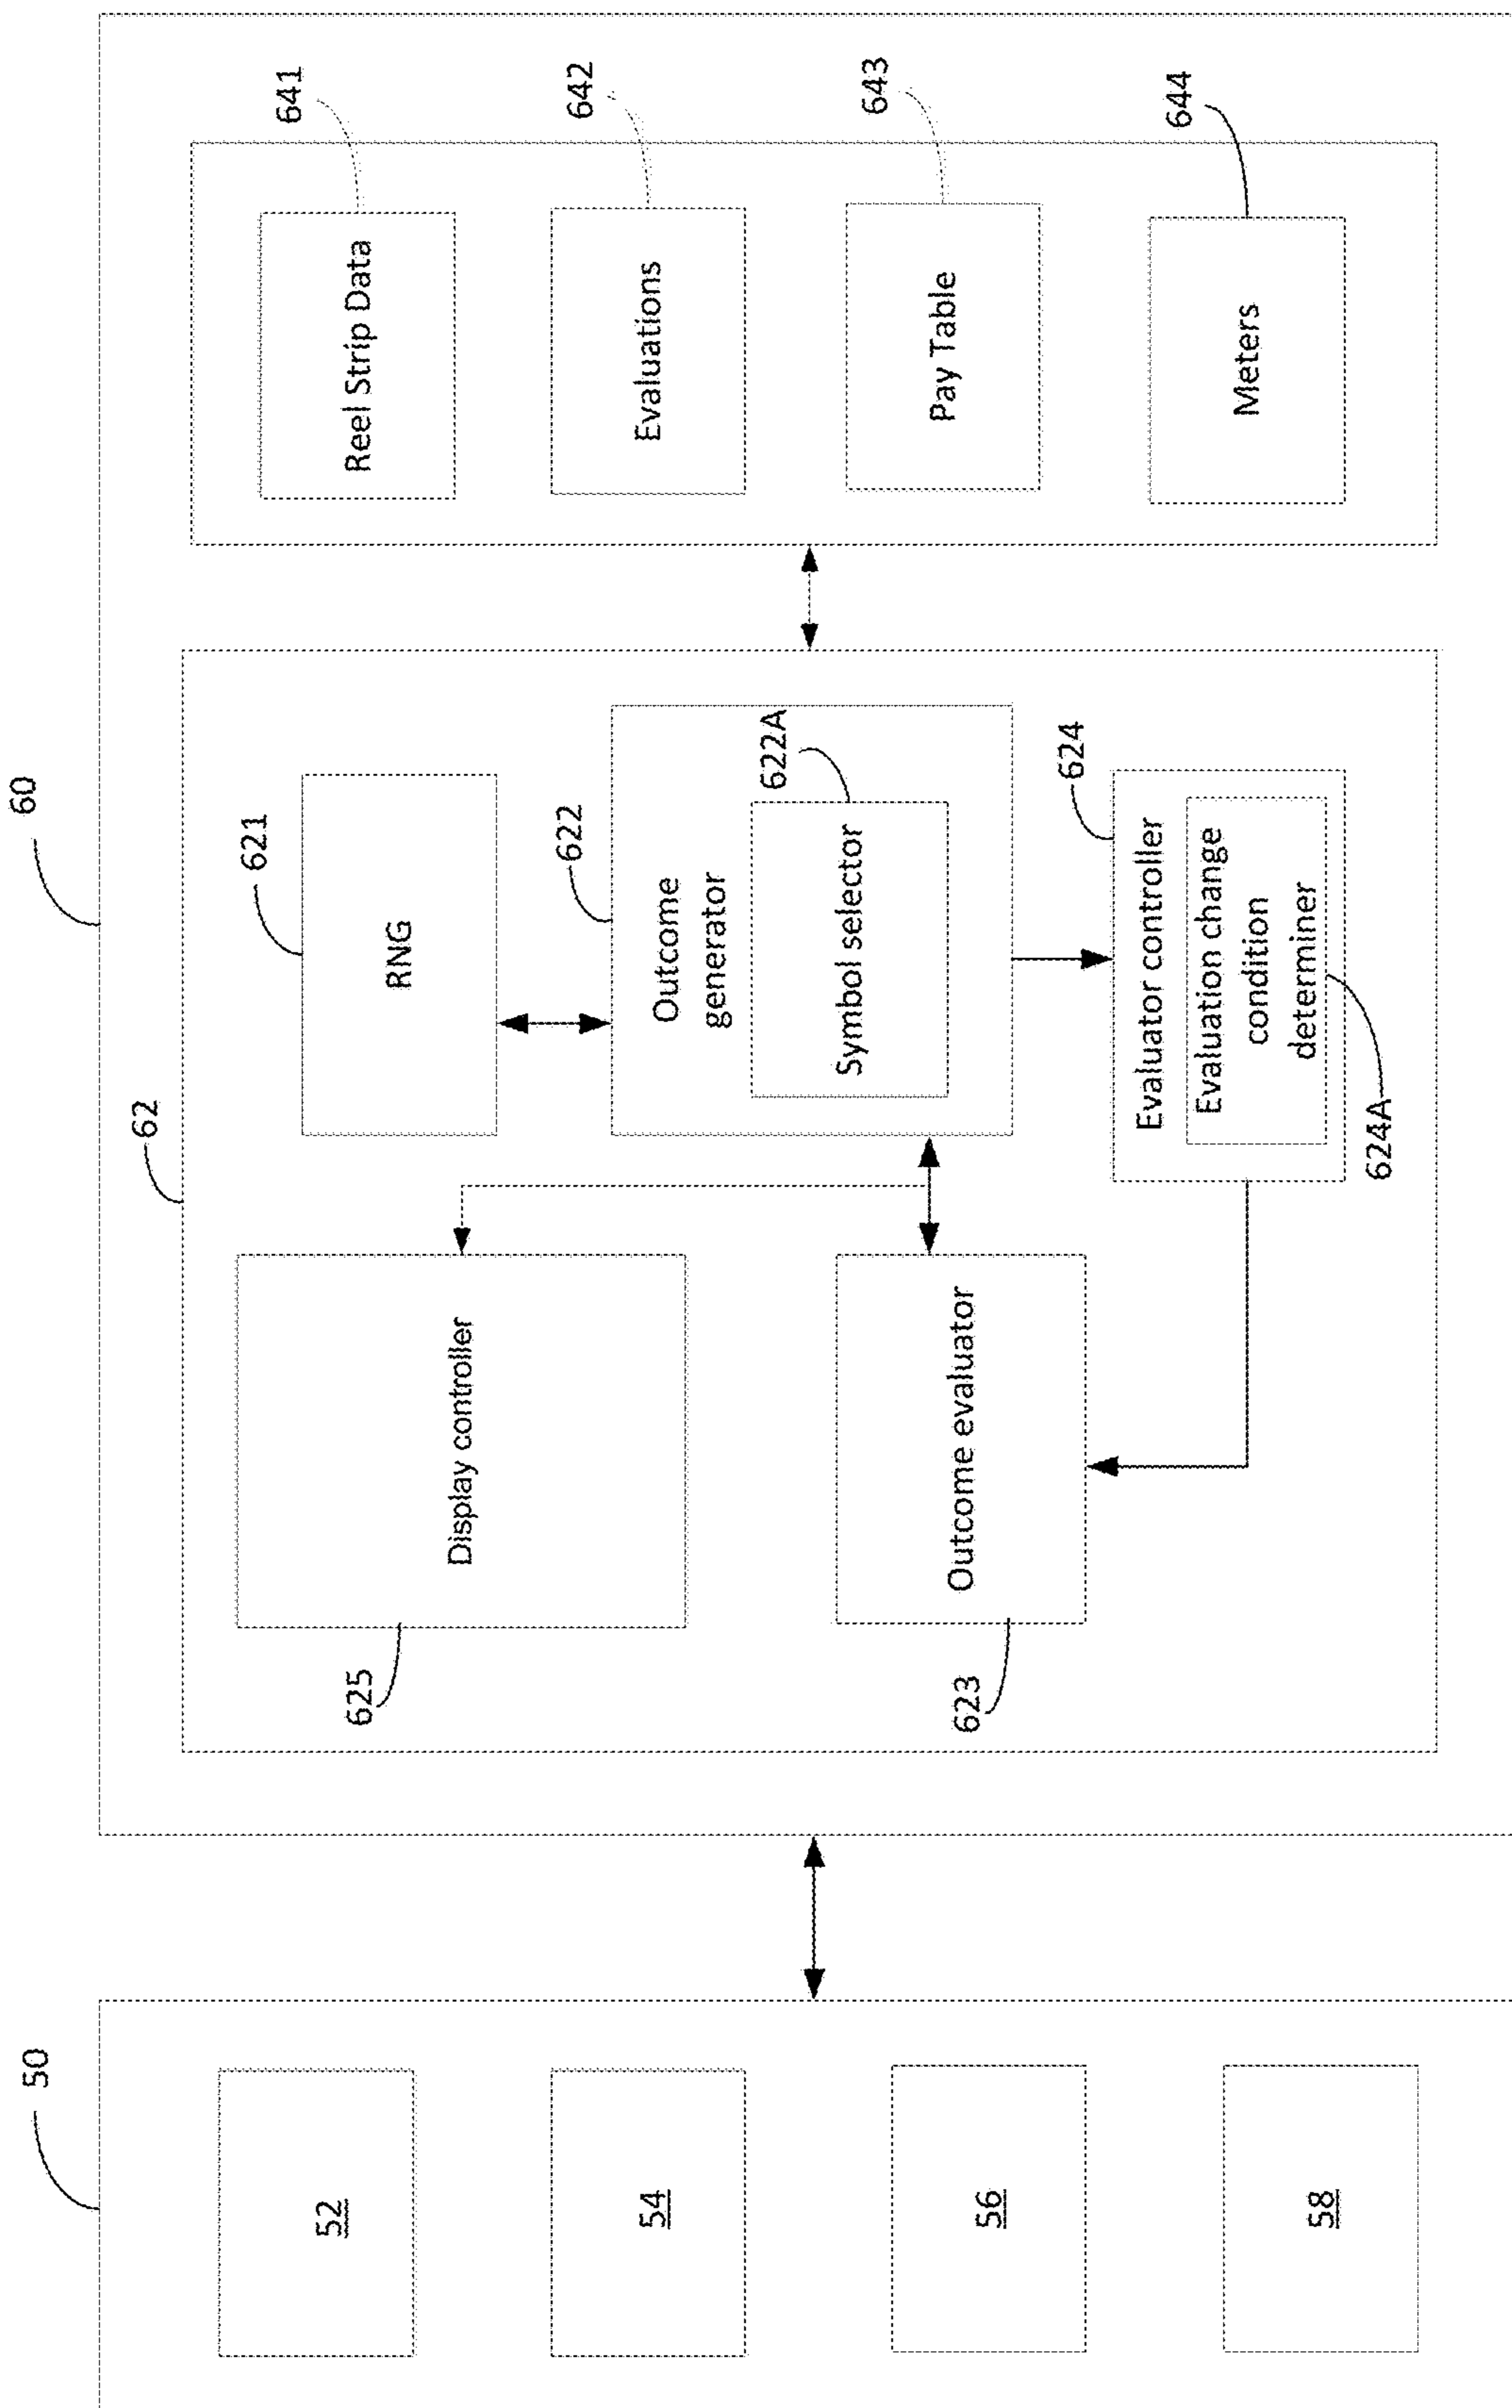 60
62
641
Reel Strip Data
642
Evaluations
643
Pay Table
644
Meters
621
RNG
622
Outcome
generator
622A
Symbol selector
624
Evaluator controller
Evaluation change
condition
determiner
624A
Display controller
625
Outcome evaluator
623
50
52
54
56
58